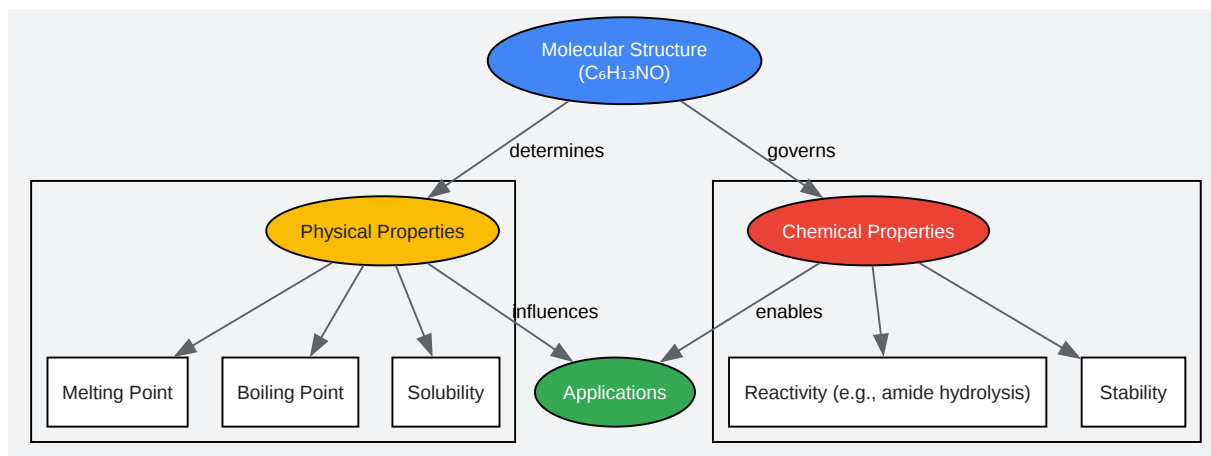 Molecular Structure
(C₆H₁₃NO)
determines
governs
Physical Properties
Chemical Properties
influences
enables
Melting Point
Boiling Point
Solubility
Applications
Reactivity (e.g., amide hydrolysis)
Stability